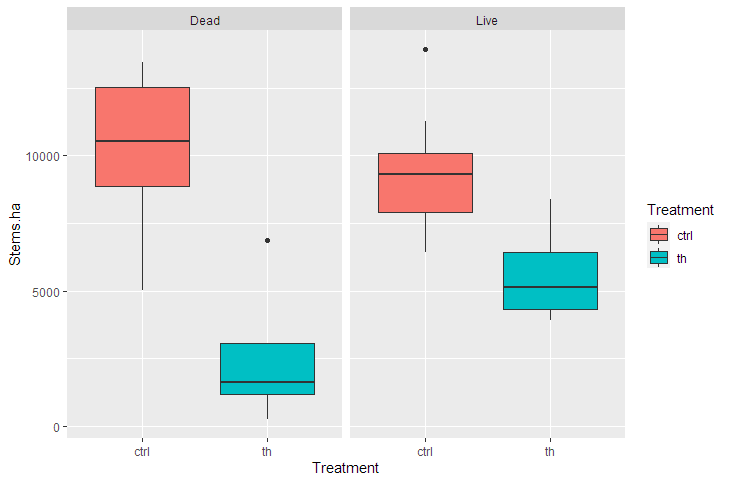 Dead
Live
Stems.ha
10000
5000
0
ctrl
th
ctrl
th
Treatment
Treatment
ctrl
th